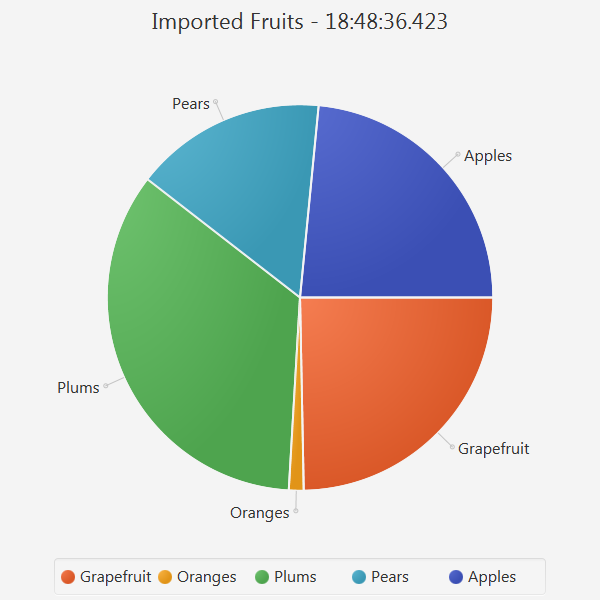 Imported Fruits - 18:48:36.423
Pears
Apples
Plums
Grapefruit
Oranges
Grapefruit Oranges Plums Pears Apples